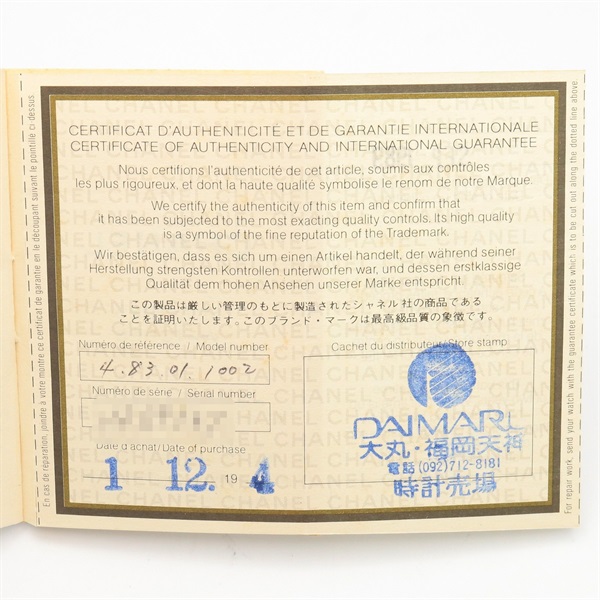 CERTIFICAT D'AUTHENTICITÉ ET DE GARANTIE INTERNATIONALE
CERTIFICATE OF AUTHENTICITY AND INTERNATIONAL GUARANTEE
Nous certifions l'authenticité de cet article, soumis aux contrôles
les plus rigoureux, et dont la haute qualité symbolise le renom de notre Marque.
We certify the authenticity of this item and confirm that
it has been subjected to the most exacting quality controls. Its high quality
is a symbol of the fine reputation of the Trademark.
Wir bestätigen, dass es sich um einen Artikel handelt, der während seiner
Herstellung strengsten Kontrollen unterworfen war, und dessen erstklassige
Qualität dem hohen Ansehen unserer Marke entspricht.
この製品は厳しい管理のもとに製造されたシャネル社の商品である
ことを証明いたします。このブランド・マークは最高級品質の象徴です。
Numéro de référence / Model number
4.83.01.1002
Numéro de série / Serial number
Date d'achat/Date of purchase
1 12. 19 4
Cachet du distributeur/Store stamp
DAIMARU
大丸・福岡天神
電話(092)712-8181
時計売場
En cas de réparation, joindre à votre montre ce certificat de garantie en le découpant suivant le pointillé ci-dessus.
For repair work, send your watch with the guarantee certificate which is to be cut out along the dotted line above.